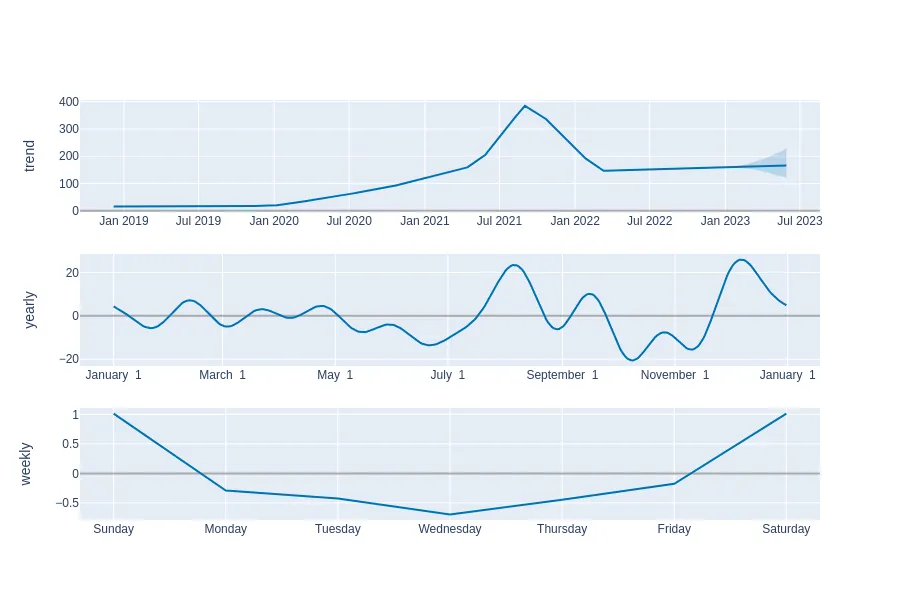 400
300
200
100
0
trend
Jan 2019 Jul 2019 Jan 2020 Jul 2020 Jan 2021 Jul 2021 Jan 2022 Jul 2022 Jan 2023 Jul 2023
20
0
−20
yearly
January 1 March 1 May 1 July 1 September 1 November 1 January 1
1
0.5
0
−0.5
weekly
Sunday Monday Tuesday Wednesday Thursday Friday Saturday